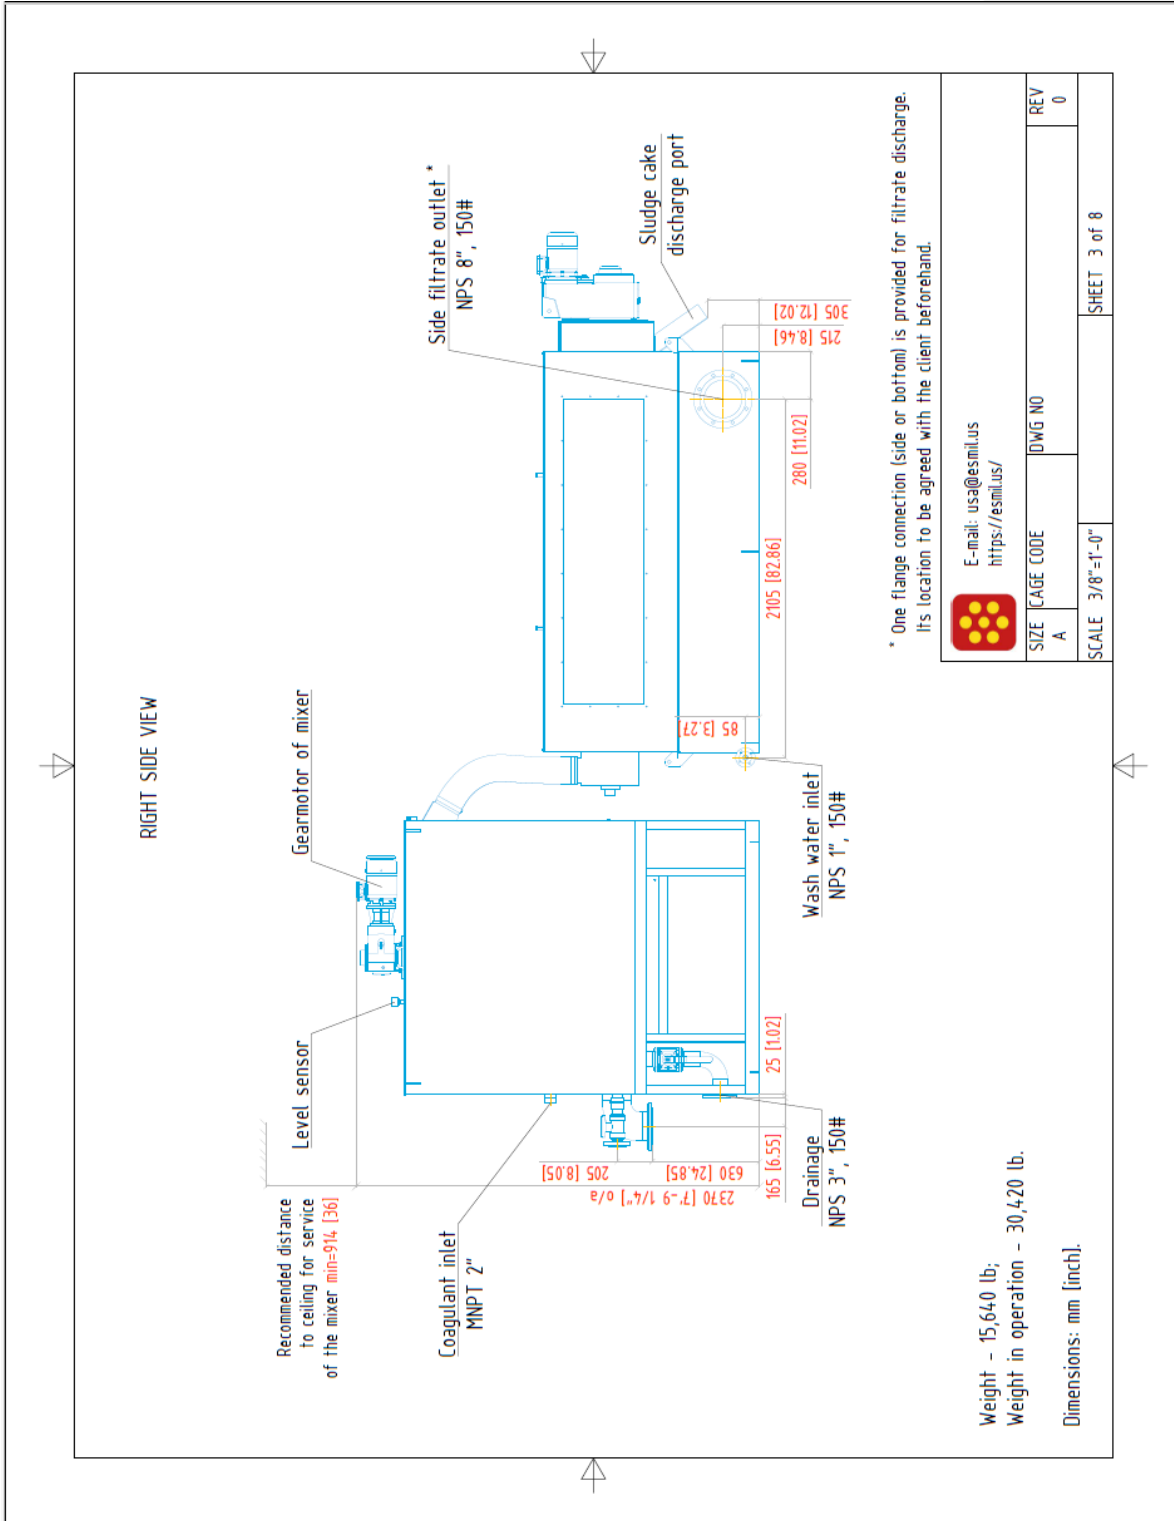 RIGHT SIDE VIEW
Recommended distance
to ceiling for service
of the mixer min=914 [36]
Level sensor
Gearmotor of mixer
Coagulant inlet
MNPT 2"
Side filtrate outlet *
NPS 8", 150#
Sludge cake
discharge port
205 [8.05]
630 [24.85]
2370 [7'-9 1/4"] o/a
165 [6.55]
25 [1.02]
85 [3.27]
2105 [82.86]
280 [11.02]
215 [8.46]
305 [12.02]
Drainage
NPS 3", 150#
Wash water inlet
NPS 1", 150#
* One flange connection (side or bottom) is provided for filtrate discharge.
Its location to be agreed with the client beforehand.
Weight - 15,640 lb;
Weight in operation - 30,420 lb.
Dimensions: mm [inch].
E-mail: usa@esmil.us
https://esmil.us/
SIZE
A
CAGE CODE
DWG NO
REV
0
SCALE 3/8"=1'-0"
SHEET 3 of 8